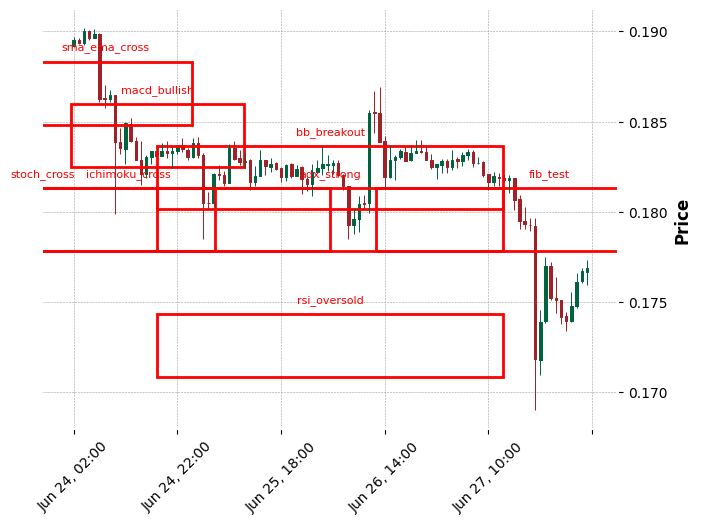 0.190
sma_ema_cross
macd_bullish
0.185
bb_breakout
stoch_cross
ichimoku_cross
adx_strong
fib_test
0.180
Price
rsi_oversold
0.175
0.170
Jun 24, 02:00
Jun 24, 22:00
Jun 25, 18:00
Jun 26, 14:00
Jun 27, 10:00